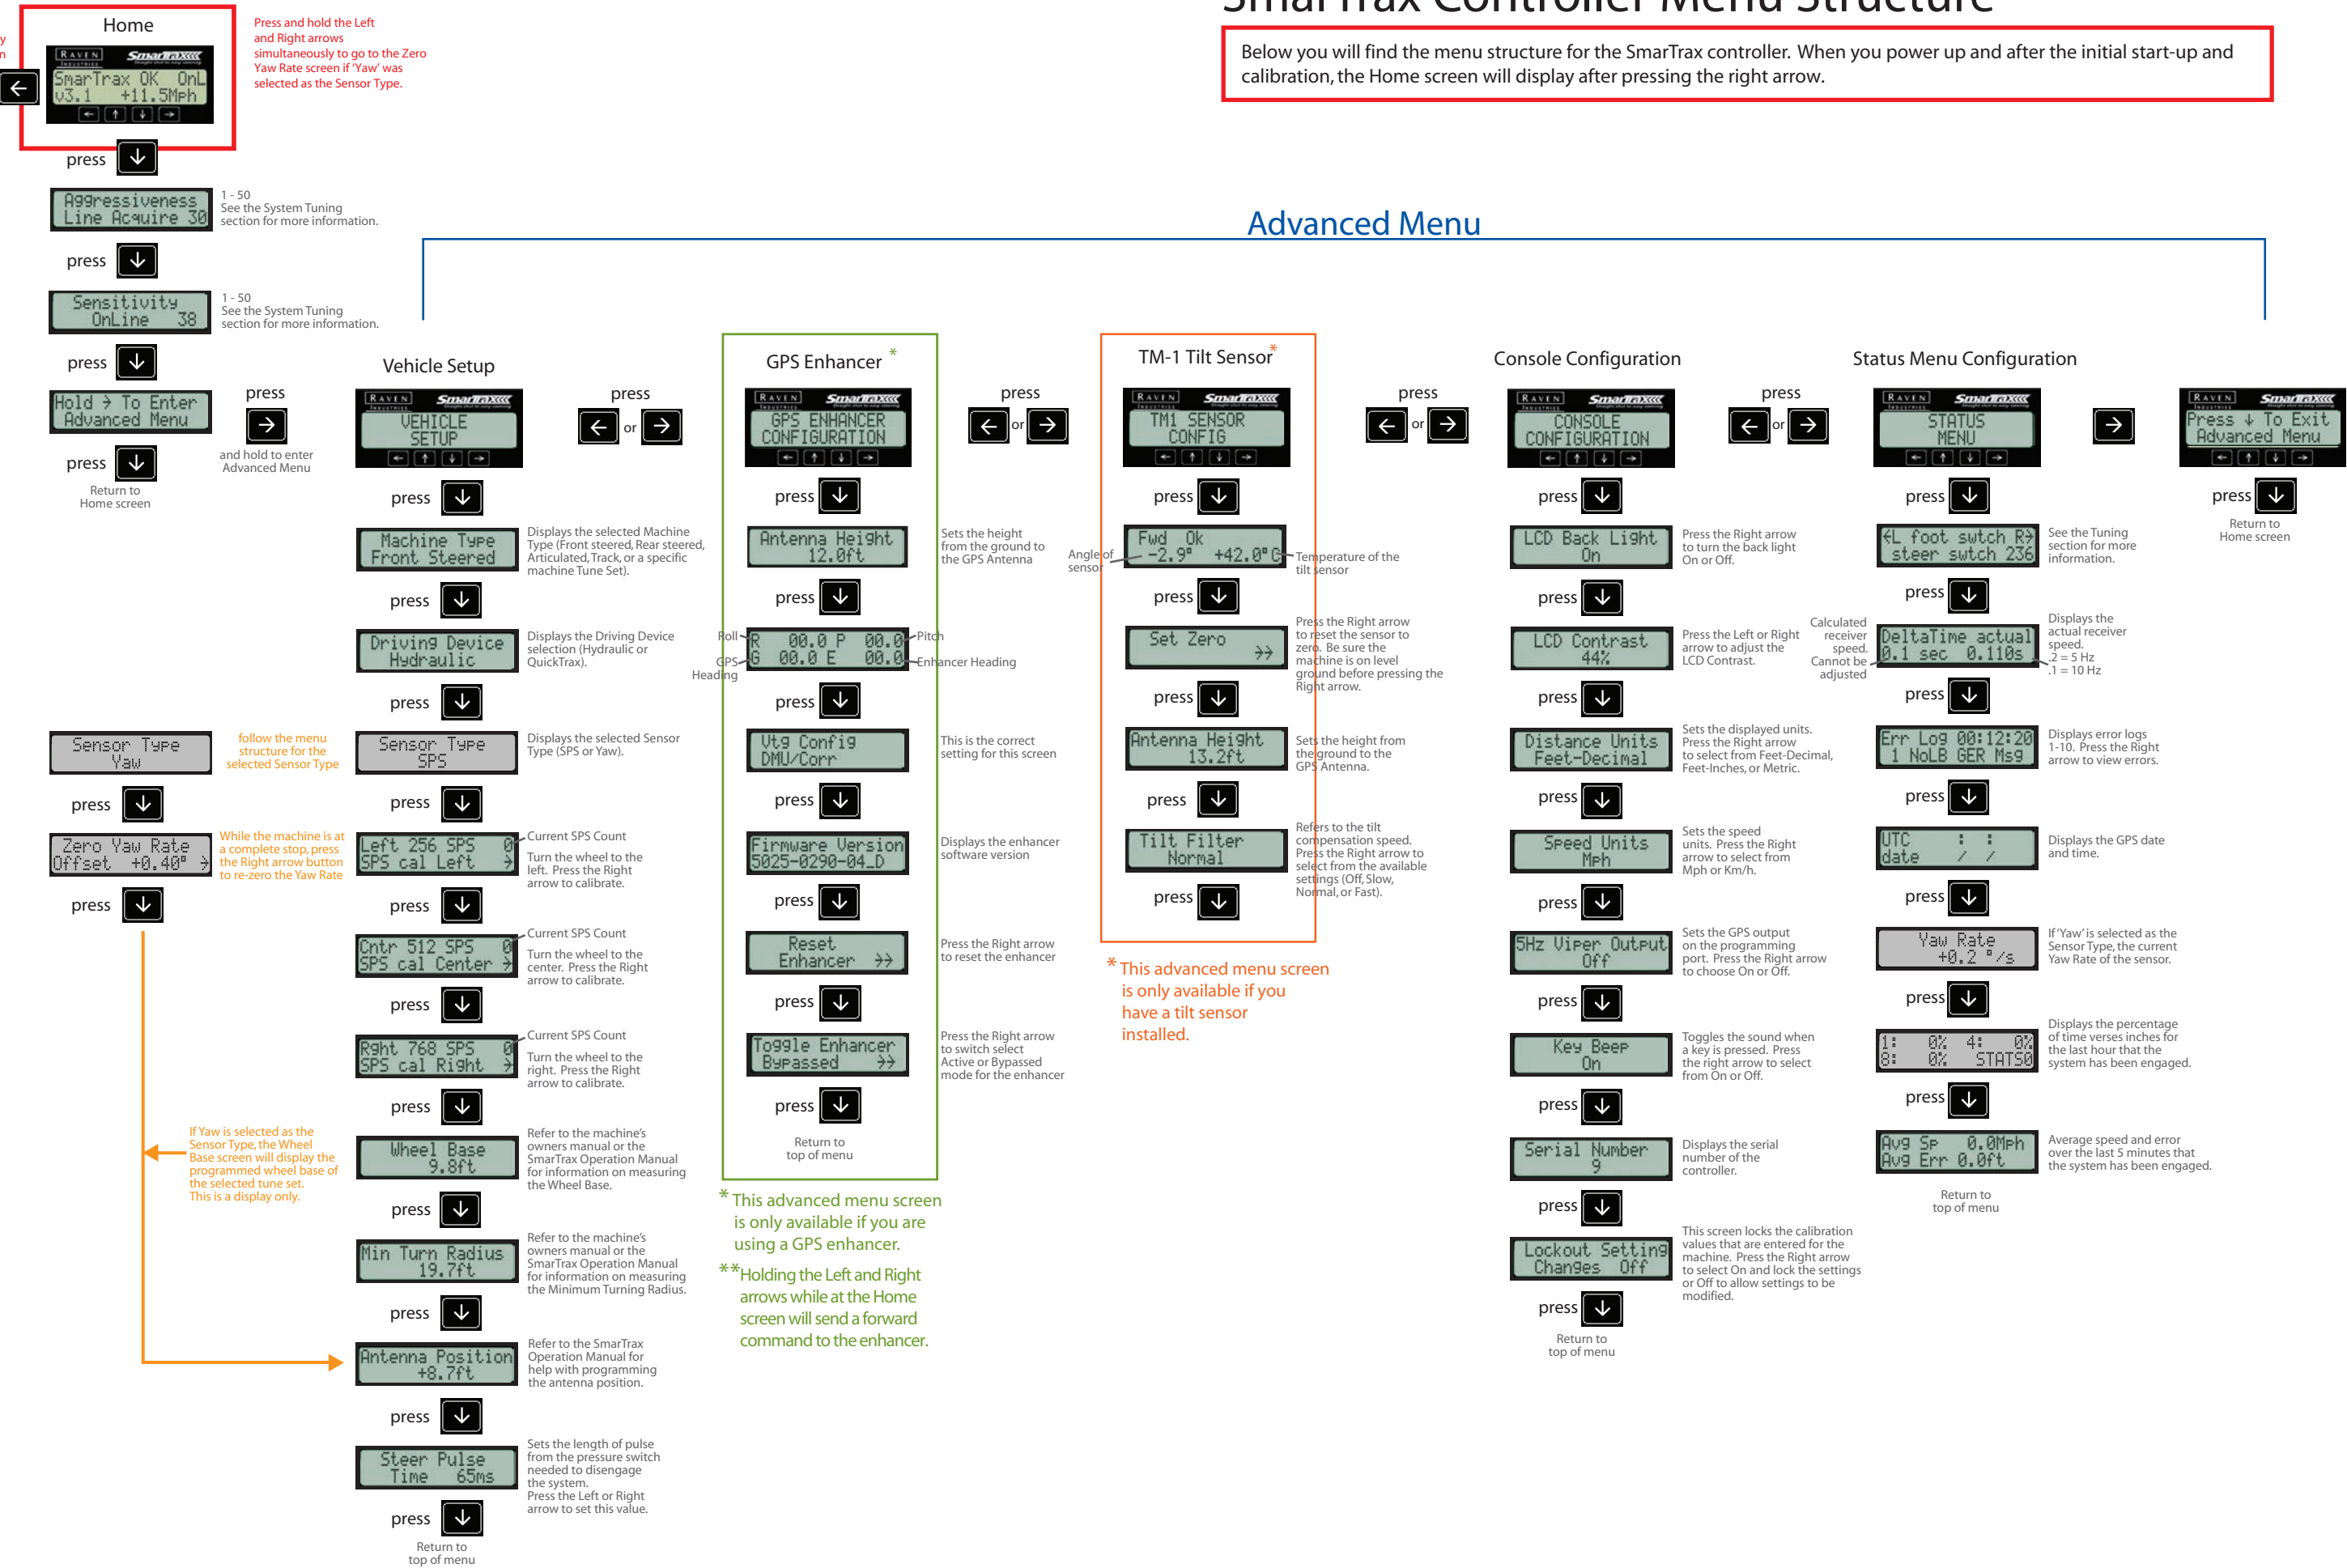 SmarTrax Controller Menu Structure
Below you will find the menu structure for the SmarTrax controller. When you power up and after the initial start-up and
calibration, the Home screen will display after pressing the right arrow.
Home
y
n
Press and hold the Left
and Right arrows
simultaneously to go to the Zero
Yaw Rate screen if 'Yaw' was
selected as the Sensor Type.
RAVEN INDUSTRIES SmarTrax
SmarTrax OK OnL
v3.1 +11.5Mph
press
Aggressiveness
Line Acquire 30
1 - 50
See the System Tuning
section for more information.
press
Sensitivity
OnLine 38
1 - 50
See the System Tuning
section for more information.
press
Hold → To Enter
Advanced Menu
press
Return to
Home screen
press
and hold to enter
Advanced Menu
Advanced Menu
Vehicle Setup
RAVEN INDUSTRIES SmarTrax
VEHICLE
SETUP
press
Machine Type
Front Steered
Displays the selected Machine
Type (Front steered, Rear steered,
Articulated, Track, or a specific
machine Tune Set).
press
Driving Device
Hydraulic
Displays the Driving Device
selection (Hydraulic or
QuickTrax).
press
Sensor Type
SPS
Displays the selected Sensor
Type (SPS or Yaw).
follow the menu
structure for the
selected Sensor Type
Sensor Type
Yaw
press
Zero Yaw Rate
Offset +0.40° →
While the machine is at
a complete stop, press
the Right arrow button
to re-zero the Yaw Rate
press
If Yaw is selected as the
Sensor Type, the Wheel
Base screen will display the
programmed wheel base of
the selected tune set.
This is a display only.
press
Left 256 SPS 0
SPS cal Left →
Current SPS Count
Turn the wheel to the
left. Press the Right
arrow to calibrate.
press
Cntr 512 SPS 0
SPS cal Center →
Current SPS Count
Turn the wheel to the
center. Press the Right
arrow to calibrate.
press
Rght 768 SPS 0
SPS cal Right →
Current SPS Count
Turn the wheel to the
right. Press the Right
arrow to calibrate.
press
Wheel Base
9.8ft
Refer to the machine's
owners manual or the
SmarTrax Operation Manual
for information on measuring
the Wheel Base.
press
Min Turn Radius
19.7ft
Refer to the machine's
owners manual or the
SmarTrax Operation Manual
for information on measuring
the Minimum Turning Radius.
press
Antenna Position
+8.7ft
Refer to the SmarTrax
Operation Manual for
help with programming
the antenna position.
press
Steer Pulse
Time 65ms
Sets the length of pulse
from the pressure switch
needed to disengage
the system.
Press the Left or Right
arrow to set this value.
press
Return to
top of menu
press
or
GPS Enhancer *
RAVEN INDUSTRIES SmarTrax
GPS ENHANCER
CONFIGURATION
press
Antenna Height
12.0ft
Sets the height
from the ground to
the GPS Antenna
press
Roll
GPS
Heading
R 00.0 P 00.0
G 00.0 E 00.0
Pitch
Enhancer Heading
press
Vtg Config
DMU/Corr
This is the correct
setting for this screen
press
Firmware Version
5025-0290-04_D
Displays the enhancer
software version
press
Reset
Enhancer →→
Press the Right arrow
to reset the enhancer
press
Toggle Enhancer
Bypassed →→
Press the Right arrow
to switch select
Active or Bypassed
mode for the enhancer
press
Return to
top of menu
* This advanced menu screen
is only available if you are
using a GPS enhancer.
** Holding the Left and Right
arrows while at the Home
screen will send a forward
command to the enhancer.
press
or
TM-1 Tilt Sensor *
RAVEN INDUSTRIES SmarTrax
TM1 SENSOR
CONFIG
press
Angle of
sensor
Fwd Ok
-2.9° +42.0°C
Temperature of the
tilt sensor
press
Set Zero
→→
Press the Right arrow
to reset the sensor to
zero. Be sure the
machine is on level
ground before pressing the
Right arrow.
press
Antenna Height
13.2ft
Sets the height from
the ground to the
GPS Antenna.
press
Tilt Filter
Normal
Refers to the tilt
compensation speed.
Press the Right arrow to
select from the available
settings (Off, Slow,
Normal, or Fast).
press
* This advanced menu screen
is only available if you
have a tilt sensor
installed.
press
or
Console Configuration
RAVEN INDUSTRIES SmarTrax
CONSOLE
CONFIGURATION
press
LCD Back Light
On
Press the Right arrow
to turn the back light
On or Off.
press
LCD Contrast
44%
Press the Left or Right
arrow to adjust the
LCD Contrast.
press
Distance Units
Feet-Decimal
Sets the displayed units.
Press the Right arrow
to select from Feet-Decimal,
Feet-Inches, or Metric.
press
Speed Units
Mph
Sets the speed
units. Press the Right
arrow to select from
Mph or Km/h.
press
5Hz Viper Output
Off
Sets the GPS output
on the programming
port. Press the Right arrow
to choose On or Off.
press
Key Beep
On
Toggles the sound when
a key is pressed. Press
the right arrow to select
from On or Off.
press
Serial Number
9
Displays the serial
number of the
controller.
press
Lockout Setting
Changes Off
This screen locks the calibration
values that are entered for the
machine. Press the Right arrow
to select On and lock the settings
or Off to allow settings to be
modified.
press
Return to
top of menu
press
or
Status Menu Configuration
RAVEN INDUSTRIES SmarTrax
STATUS
MENU
press
←L foot swtch R→
steer swtch 236
See the Tuning
section for more
information.
press
Calculated
receiver
speed.
Cannot be
adjusted
DeltaTime actual
0.1 sec 0.110s
Displays the
actual receiver
speed.
.2 = 5 Hz
.1 = 10 Hz
press
Err Log 00:12:20
1 NoLB GER Msg
Displays error logs
1-10. Press the Right
arrow to view errors.
press
UTC : :
date / /
Displays the GPS date
and time.
press
Yaw Rate
+0.2 °/s
If 'Yaw' is selected as the
Sensor Type, the current
Yaw Rate of the sensor.
press
1: 0% 4: 0%
8: 0% STATS0
Displays the percentage
of time verses inches for
the last hour that the
system has been engaged.
press
Avg Sp 0.0Mph
Avg Err 0.0ft
Average speed and error
over the last 5 minutes that
the system has been engaged.
Return to
top of menu
RAVEN INDUSTRIES SmarTrax
Press ↓ To Exit
Advanced Menu
press
Return to
Home screen